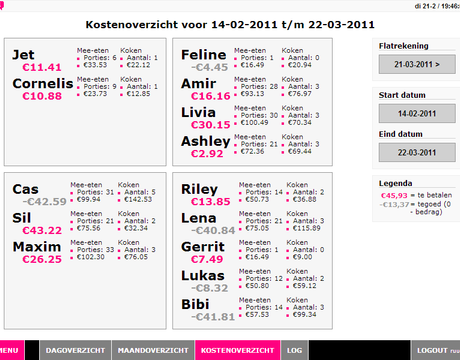 di 21-2 / 19:46:
Kostenoverzicht voor 14-02-2011 t/m 22-03-2011
Jet
€11.41
Mee-eten
Porties: 6
€33.53
Koken
Aantal: 1
€22.12
Cornelis
€10.88
Mee-eten
Porties: 9
€23.73
Koken
Aantal: 1
€12.85
Feline
-€4.45
Mee-eten
Porties: 1
€16.49
Koken
Aantal: 0
€20.94
Amir
€16.16
Mee-eten
Porties: 28
€93.13
Koken
Aantal: 3
€76.97
Livia
€30.15
Mee-eten
Porties: 30
€100.49
Koken
Aantal: 3
€70.34
Ashley
€2.92
Mee-eten
Porties: 21
€72.36
Koken
Aantal: 3
€69.44
Cas
-€42.59
Mee-eten
Porties: 31
€99.94
Koken
Aantal: 5
€142.53
Sil
€43.22
Mee-eten
Porties: 21
€75.56
Koken
Aantal: 2
€32.34
Maxim
€26.25
Mee-eten
Porties: 33
€102.30
Koken
Aantal: 3
€76.05
Riley
€13.85
Mee-eten
Porties: 14
€50.73
Koken
Aantal: 2
€36.88
Lena
-€40.84
Mee-eten
Porties: 21
€75.05
Koken
Aantal: 3
€115.89
Gerrit
€7.49
Mee-eten
Porties: 1
€16.49
Koken
Aantal: 0
€9.00
Lukas
-€8.32
Mee-eten
Porties: 12
€50.80
Koken
Aantal: 2
€59.12
Bibi
-€41.81
Mee-eten
Porties: 14
€57.53
Koken
Aantal: 3
€99.34
Flatrekening
21-03-2011 >
Start datum
14-02-2011
Eind datum
22-03-2011
Legenda
€45,93 = te betalen
-€13,37 = tegoed (0
- bedrag)
MENU
DAGOVERZICHT
MAANDOVERZICHT
KOSTENOVERZICHT
LOG
LOGOUT